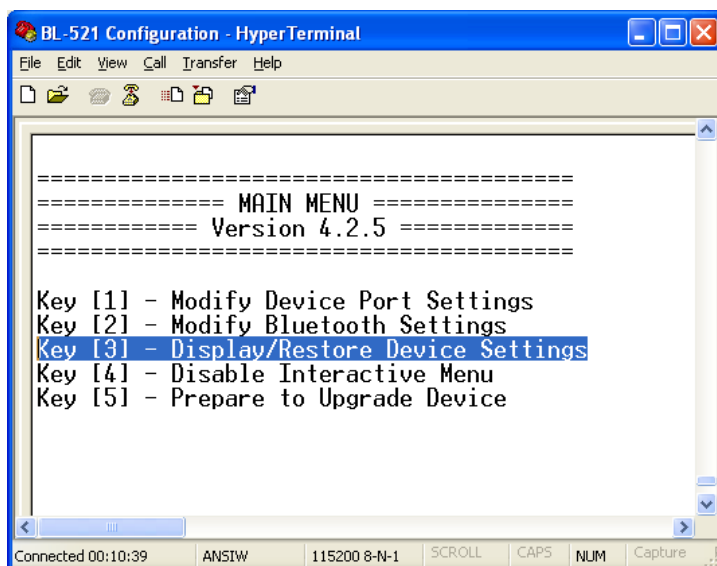 BL-521 Configuration - HyperTerminal
File Edit View Call Transfer Help
========================================
============== MAIN MENU ===============
============ Version 4.2.5 =============
========================================
Key [1] - Modify Device Port Settings
Key [2] - Modify Bluetooth Settings
Key [3] - Display/Restore Device Settings
Key [4] - Disable Interactive Menu
Key [5] - Prepare to Upgrade Device
Connected 00:10:39 ANSIW 115200 8-N-1 SCROLL CAPS NUM Capture